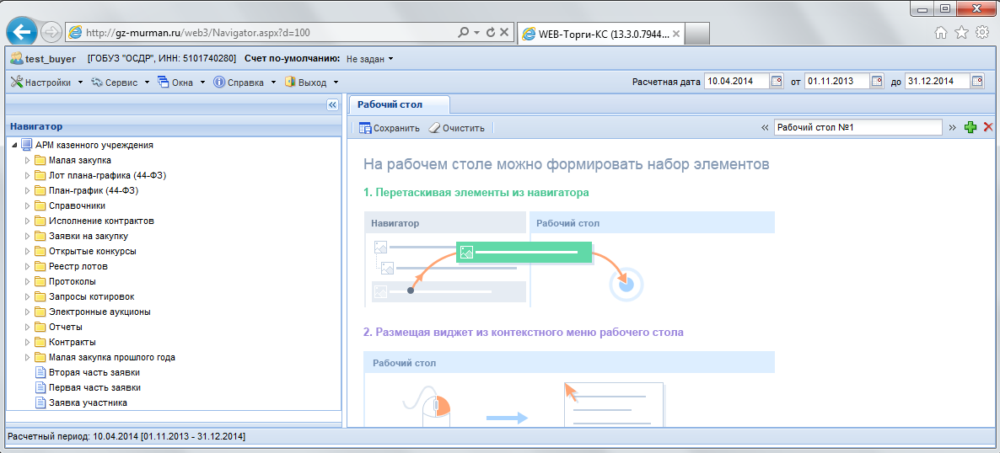 http://gz-murman.ru/web3/Navigator.aspx?d=100
WEB-Торги-КС (13.3.0.7944...
test_buyer [ГОБУЗ "ОСДР", ИНН: 5101740280] Счет по-умолчанию: Не задан
Настройки Сервис Окна Справка Выход
Расчетная дата 10.04.2014 от 01.11.2013 до 31.12.2014
Навигатор
АРМ казенного учреждения
Малая закупка
Лот плана-графика (44-ФЗ)
План-график (44-ФЗ)
Справочники
Исполнение контрактов
Заявки на закупку
Открытые конкурсы
Реестр лотов
Протоколы
Запросы котировок
Электронные аукционы
Отчеты
Контракты
Малая закупка прошлого года
Вторая часть заявки
Первая часть заявки
Заявка участника
Рабочий стол
Сохранить Очистить
« Рабочий стол №1 »
На рабочем столе можно формировать набор элементов
1. Перетаскивая элементы из навигатора
Навигатор Рабочий стол
2. Размещая виджет из контекстного меню рабочего стола
Рабочий стол
Расчетный период: 10.04.2014 [01.11.2013 - 31.12.2014]